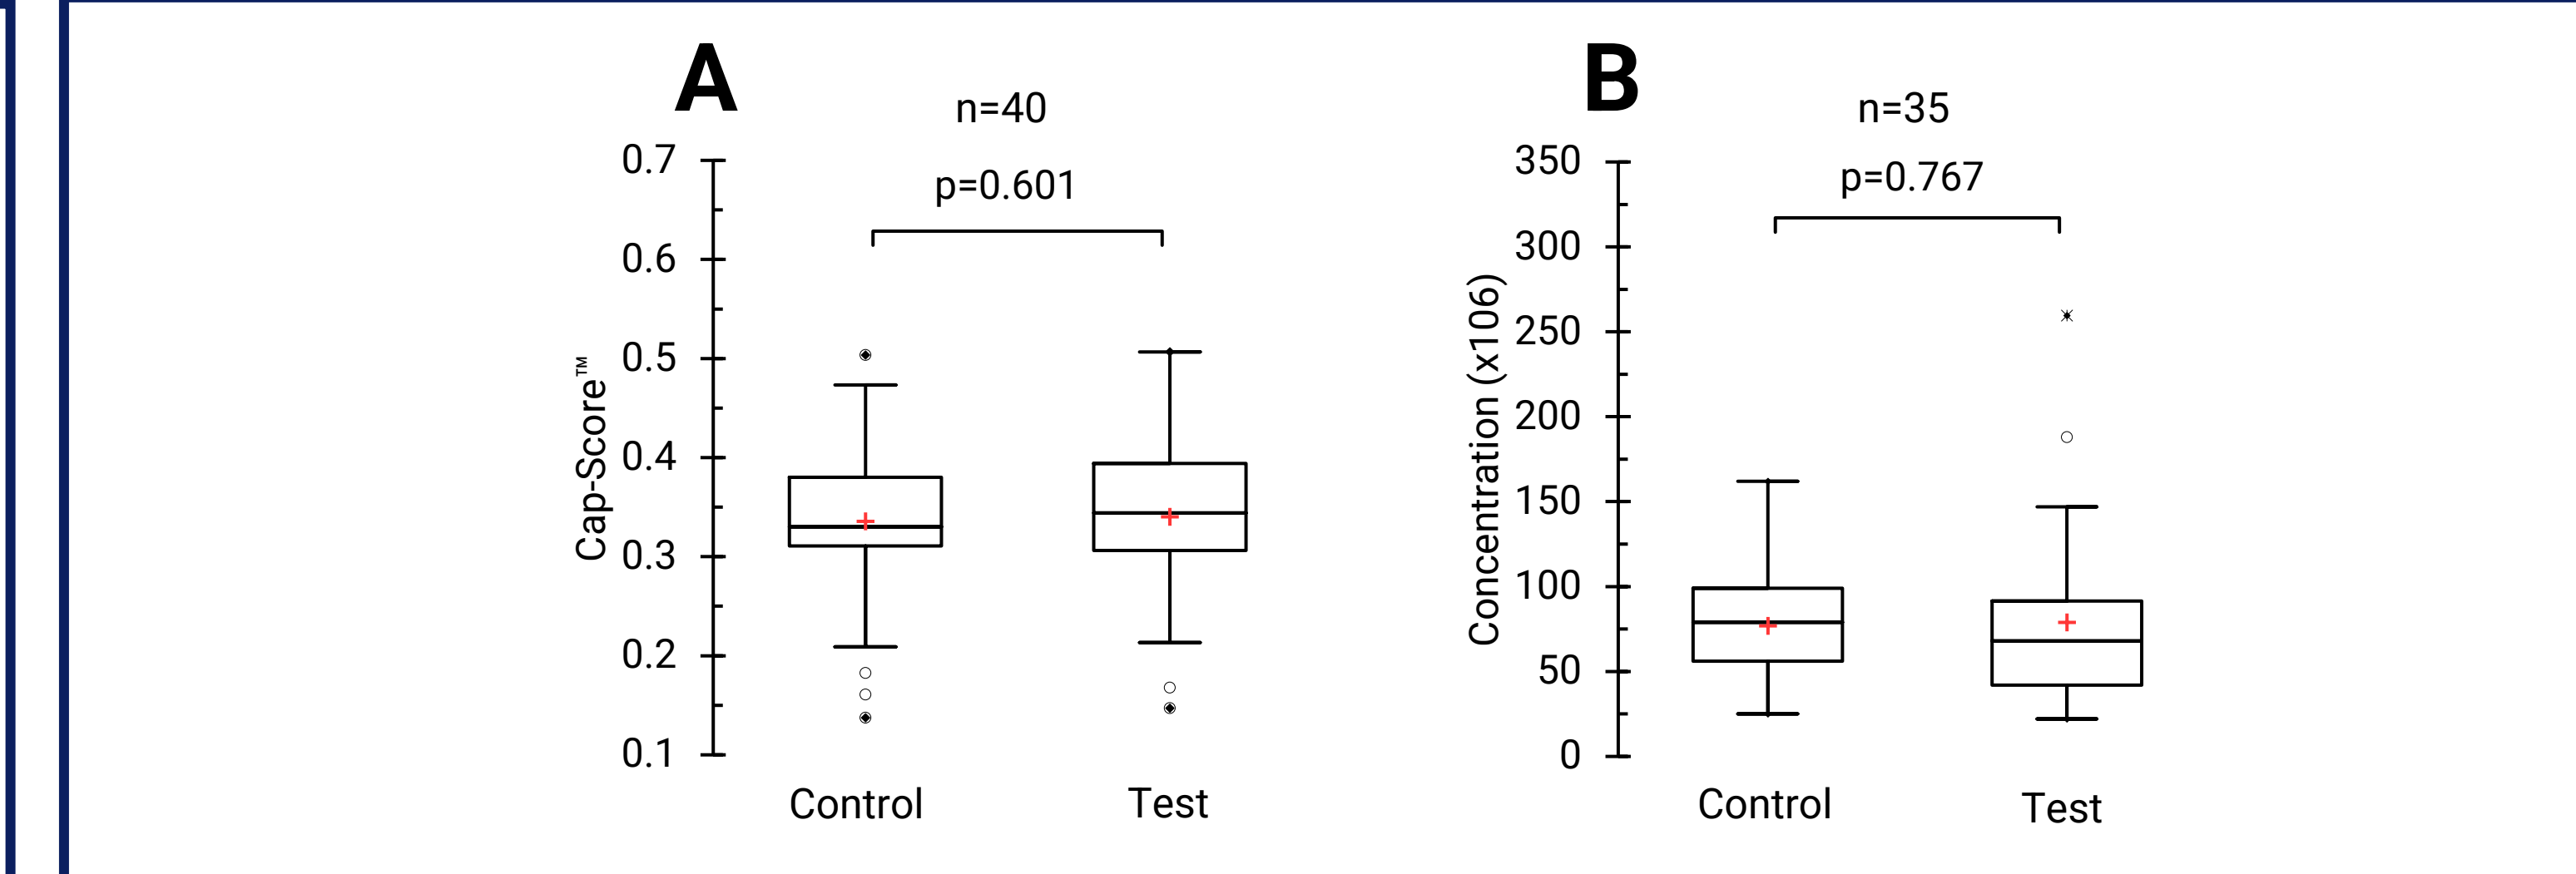 A
n=40
p=0.601
Cap-Score™
0.7
0.6
0.5
0.4
0.3
0.2
0.1
Control
Test
B
n=35
p=0.767
Concentration (x106)
350
300
250
200
150
100
50
0
Control
Test